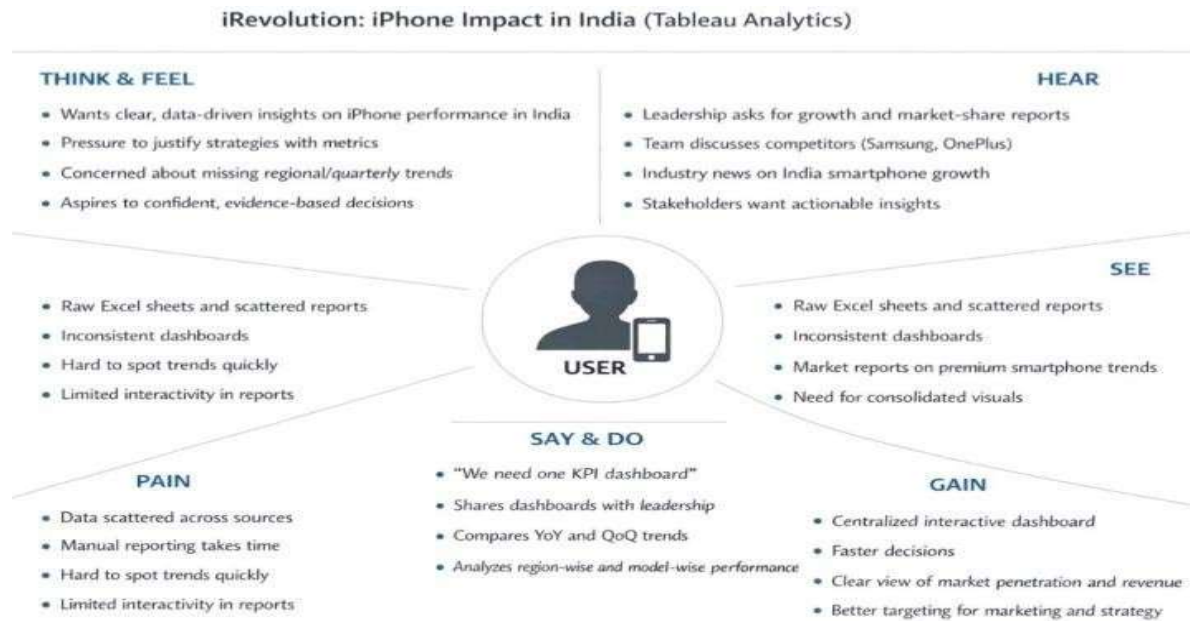 iRevolution: iPhone Impact in India (Tableau Analytics)
THINK & FEEL
• Wants clear, data-driven insights on iPhone performance in India
• Pressure to justify strategies with metrics
• Concerned about missing regional/quarterly trends
• Aspires to confident, evidence-based decisions
HEAR
• Leadership asks for growth and market-share reports
• Team discusses competitors (Samsung, OnePlus)
• Industry news on India smartphone growth
• Stakeholders want actionable insights
• Raw Excel sheets and scattered reports
• Inconsistent dashboards
• Hard to spot trends quickly
• Limited interactivity in reports
USER
SEE
• Raw Excel sheets and scattered reports
• Inconsistent dashboards
• Market reports on premium smartphone trends
• Need for consolidated visuals
PAIN
• Data scattered across sources
• Manual reporting takes time
• Hard to spot trends quickly
• Limited interactivity in reports
SAY & DO
• "We need one KPI dashboard"
• Shares dashboards with leadership
• Compares YoY and QoQ trends
• Analyzes region-wise and model-wise performance
GAIN
• Centralized interactive dashboard
• Faster decisions
• Clear view of market penetration and revenue
• Better targeting for marketing and strategy